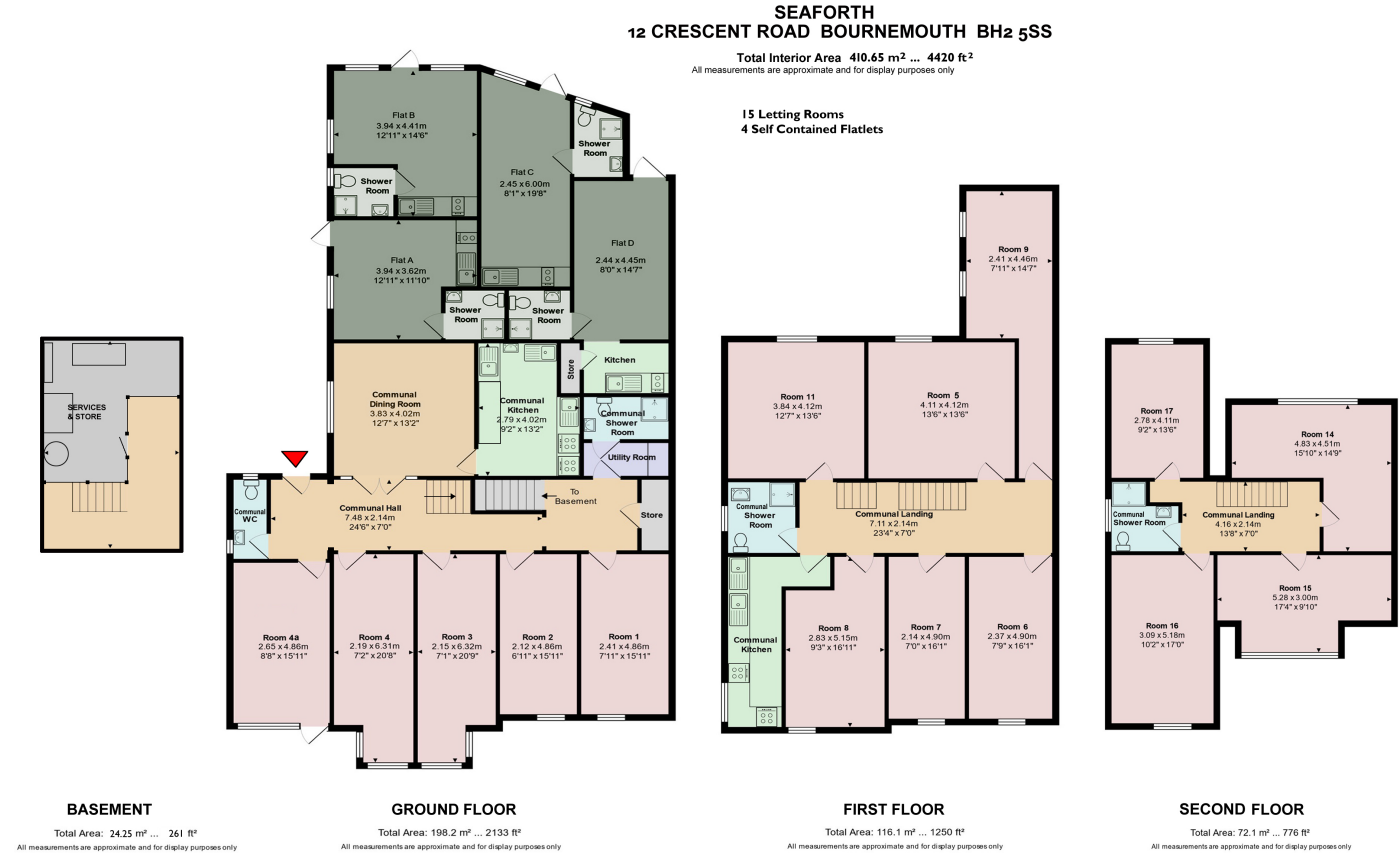 SEAFORTH
12 CRESCENT ROAD BOURNEMOUTH BH2 5SS
Total Interior Area 410.65 m² ... 4420 ft²
All measurements are approximate and for display purposes only
15 Letting Rooms
4 Self Contained Flatlets
SERVICES
& STORE
BASEMENT
Total Area: 24.25 m² ... 261 ft²
All measurements are approximate and for display purposes only
Flat B
3.94 x 4.41m
12'11" x 14'6"
Shower
Room
Flat C
2.45 x 6.00m
8'1" x 19'8"
Shower
Room
Flat A
3.94 x 3.62m
12'11" x 11'10"
Flat D
2.44 x 4.45m
8'0" x 14'7"
Shower
Room
Shower
Room
Communal
Dining Room
3.83 x 4.02m
12'7" x 13'2"
Communal
Kitchen
2.79 x 4.02m
9'2" x 13'2"
Store
Kitchen
Communal
Shower
Room
Utility Room
Communal
WC
Communal Hall
7.48 x 2.14m
24'6" x 7'0"
To
Basement
Store
Room 4a
2.65 x 4.86m
8'8" x 15'11"
Room 4
2.19 x 6.31m
7'2" x 20'8"
Room 3
2.15 x 6.32m
7'1" x 20'9"
Room 2
2.12 x 4.86m
6'11" x 15'11"
Room 1
2.41 x 4.86m
7'11" x 15'11"
GROUND FLOOR
Total Area: 198.2 m² ... 2133 ft²
All measurements are approximate and for display purposes only
Room 9
2.41 x 4.46m
7'11" x 14'7"
Room 11
3.84 x 4.12m
12'7" x 13'6"
Room 5
4.11 x 4.12m
13'6" x 13'6"
Communal
Shower
Room
Communal Landing
7.11 x 2.14m
23'4" x 7'0"
Communal
Kitchen
Room 8
2.83 x 5.15m
9'3" x 16'11"
Room 7
2.14 x 4.90m
7'0" x 16'1"
Room 6
2.37 x 4.90m
7'9" x 16'1"
FIRST FLOOR
Total Area: 116.1 m² ... 1250 ft²
All measurements are approximate and for display purposes only
Room 17
2.78 x 4.11m
9'2" x 13'6"
Room 14
4.83 x 4.51m
15'10" x 14'9"
Communal
Shower Room
Communal Landing
4.16 x 2.14m
13'8" x 7'0"
Room 15
5.28 x 3.00m
17'4" x 9'10"
Room 16
3.09 x 5.18m
10'2" x 17'0"
SECOND FLOOR
Total Area: 72.1 m² ... 776 ft²
All measurements are approximate and for display purposes only